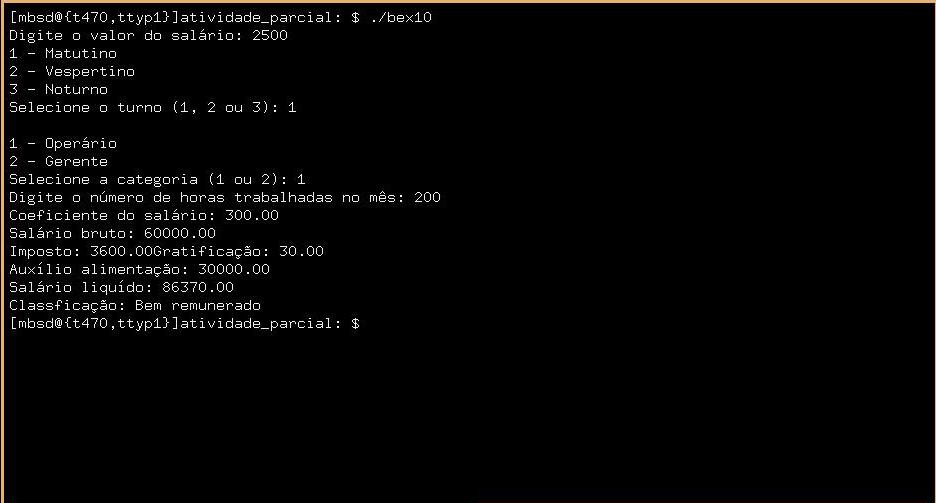 [mbsd@{t470,ttyp1}]atividade_parcial: $ ./bex10
Digite o valor do salário: 2500
1 - Matutino
2 - Vespertino
3 - Noturno
Selecione o turno (1, 2 ou 3): 1

1 - Operário
2 - Gerente
Selecione a categoria (1 ou 2): 1
Digite o número de horas trabalhadas no mês: 200
Coeficiente do salário: 300.00
Salário bruto: 60000.00
Imposto: 3600.00Gratificação: 30.00
Auxílio alimentação: 30000.00
Salário liquído: 86370.00
Classficação: Bem remunerado
[mbsd@{t470,ttyp1}]atividade_parcial: $